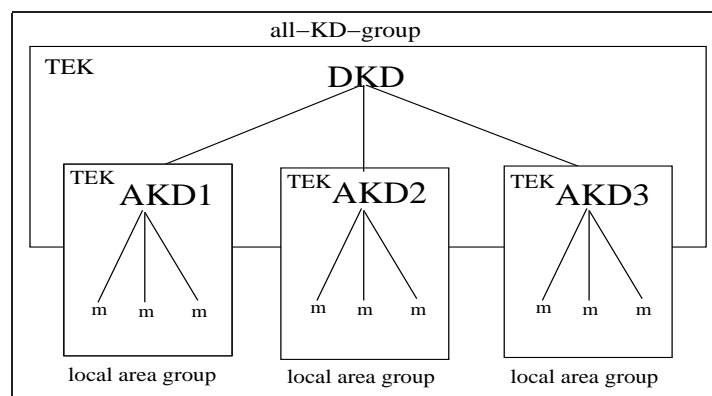 all–KD–group
TEK
DKD
TEK
AKD1
TEK
AKD2
TEK
AKD3
m m m
m m m
m m m
local area group
local area group
local area group